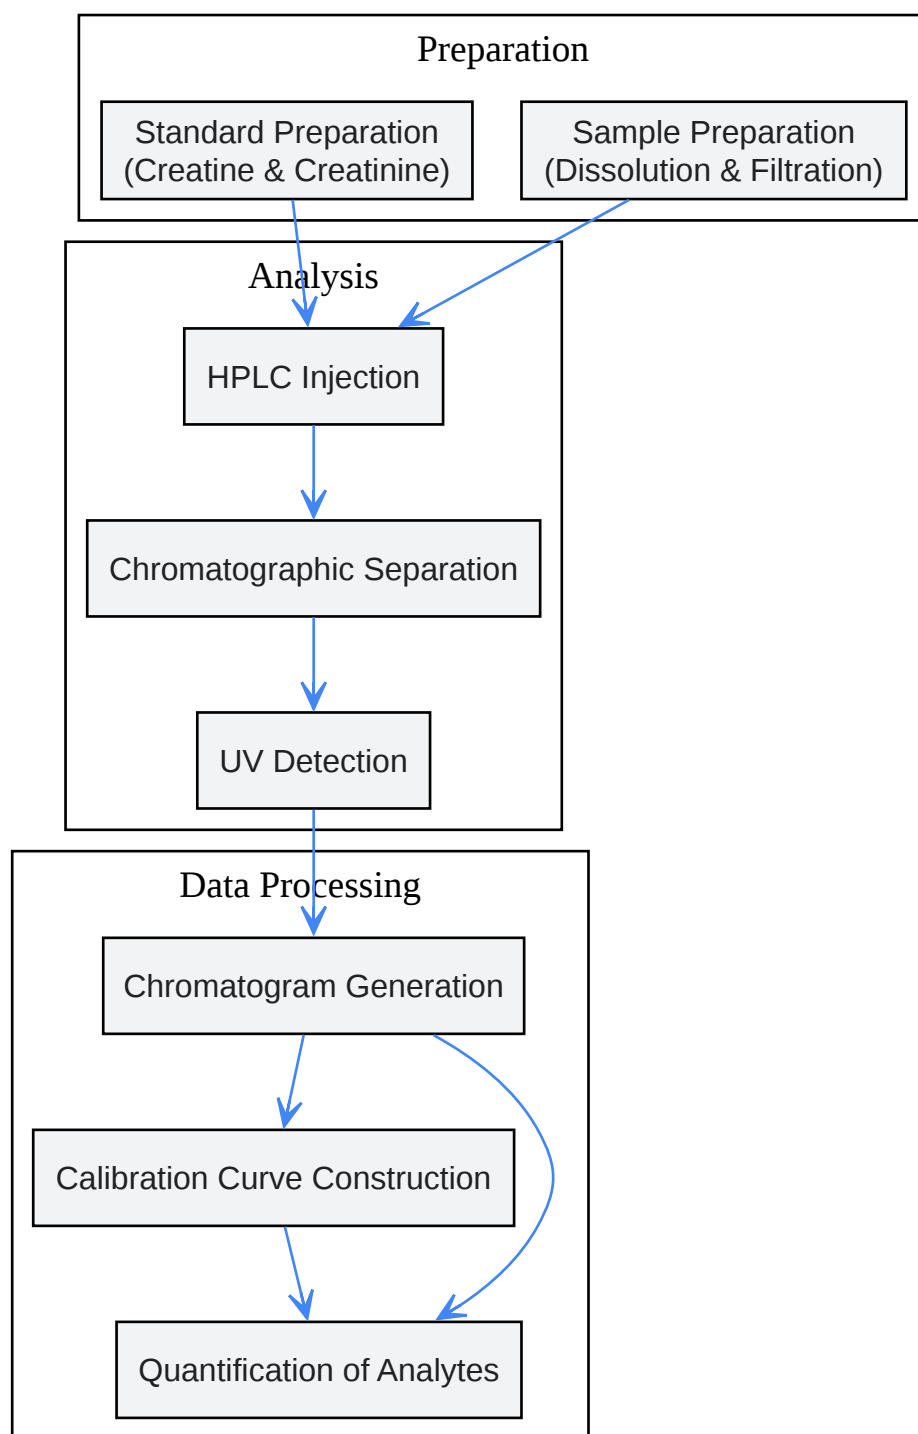 Preparation
Standard Preparation
(Creatine & Creatinine)
Sample Preparation
(Dissolution & Filtration)
Analysis
HPLC Injection
Chromatographic Separation
UV Detection
Data Processing
Chromatogram Generation
Calibration Curve Construction
Quantification of Analytes